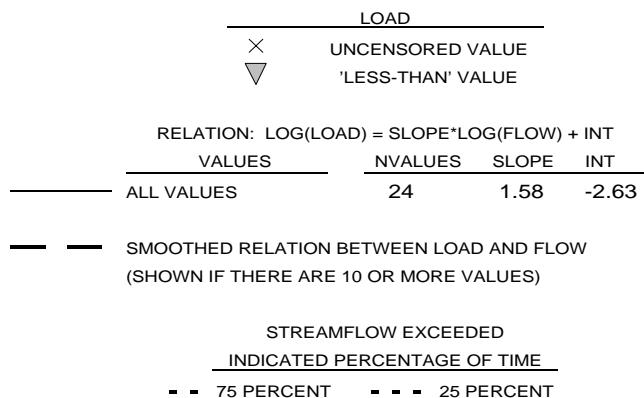 LOAD
UNCENSORED VALUE
'LESS-THAN' VALUE
RELATION: LOG(LOAD) = SLOPE*LOG(FLOW) + INT
VALUES NVALUES SLOPE INT
ALL VALUES 24 1.58 -2.63
SMOOTHED RELATION BETWEEN LOAD AND FLOW
(SHOWN IF THERE ARE 10 OR MORE VALUES)
STREAMFLOW EXCEEDED
INDICATED PERCENTAGE OF TIME
75 PERCENT 25 PERCENT